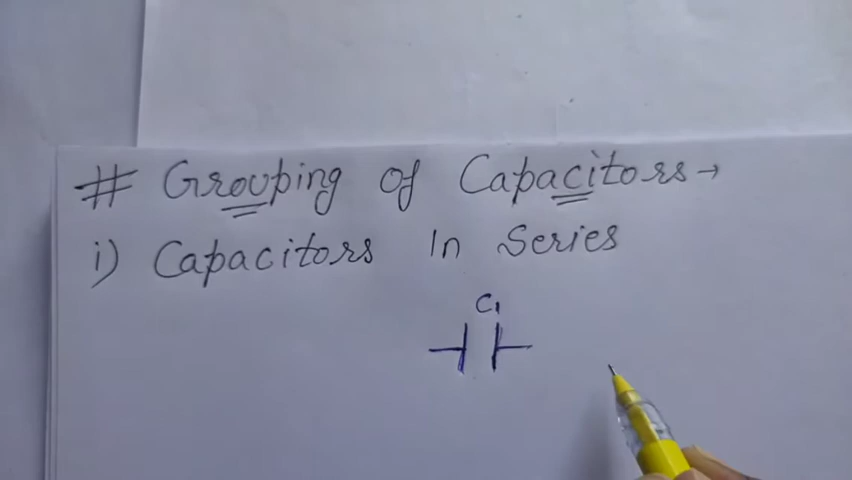 # Grouping of Capacitors →
i) Capacitors In Series
C1